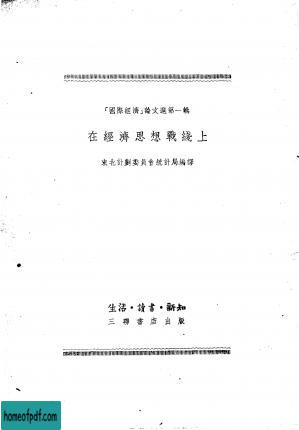 「國際經濟」論文選第一輯
在經濟思想戰綫上
東北計劃委員會統計局編譯
生活・讀書・新知
三聯書店出版
homeofpdf.com